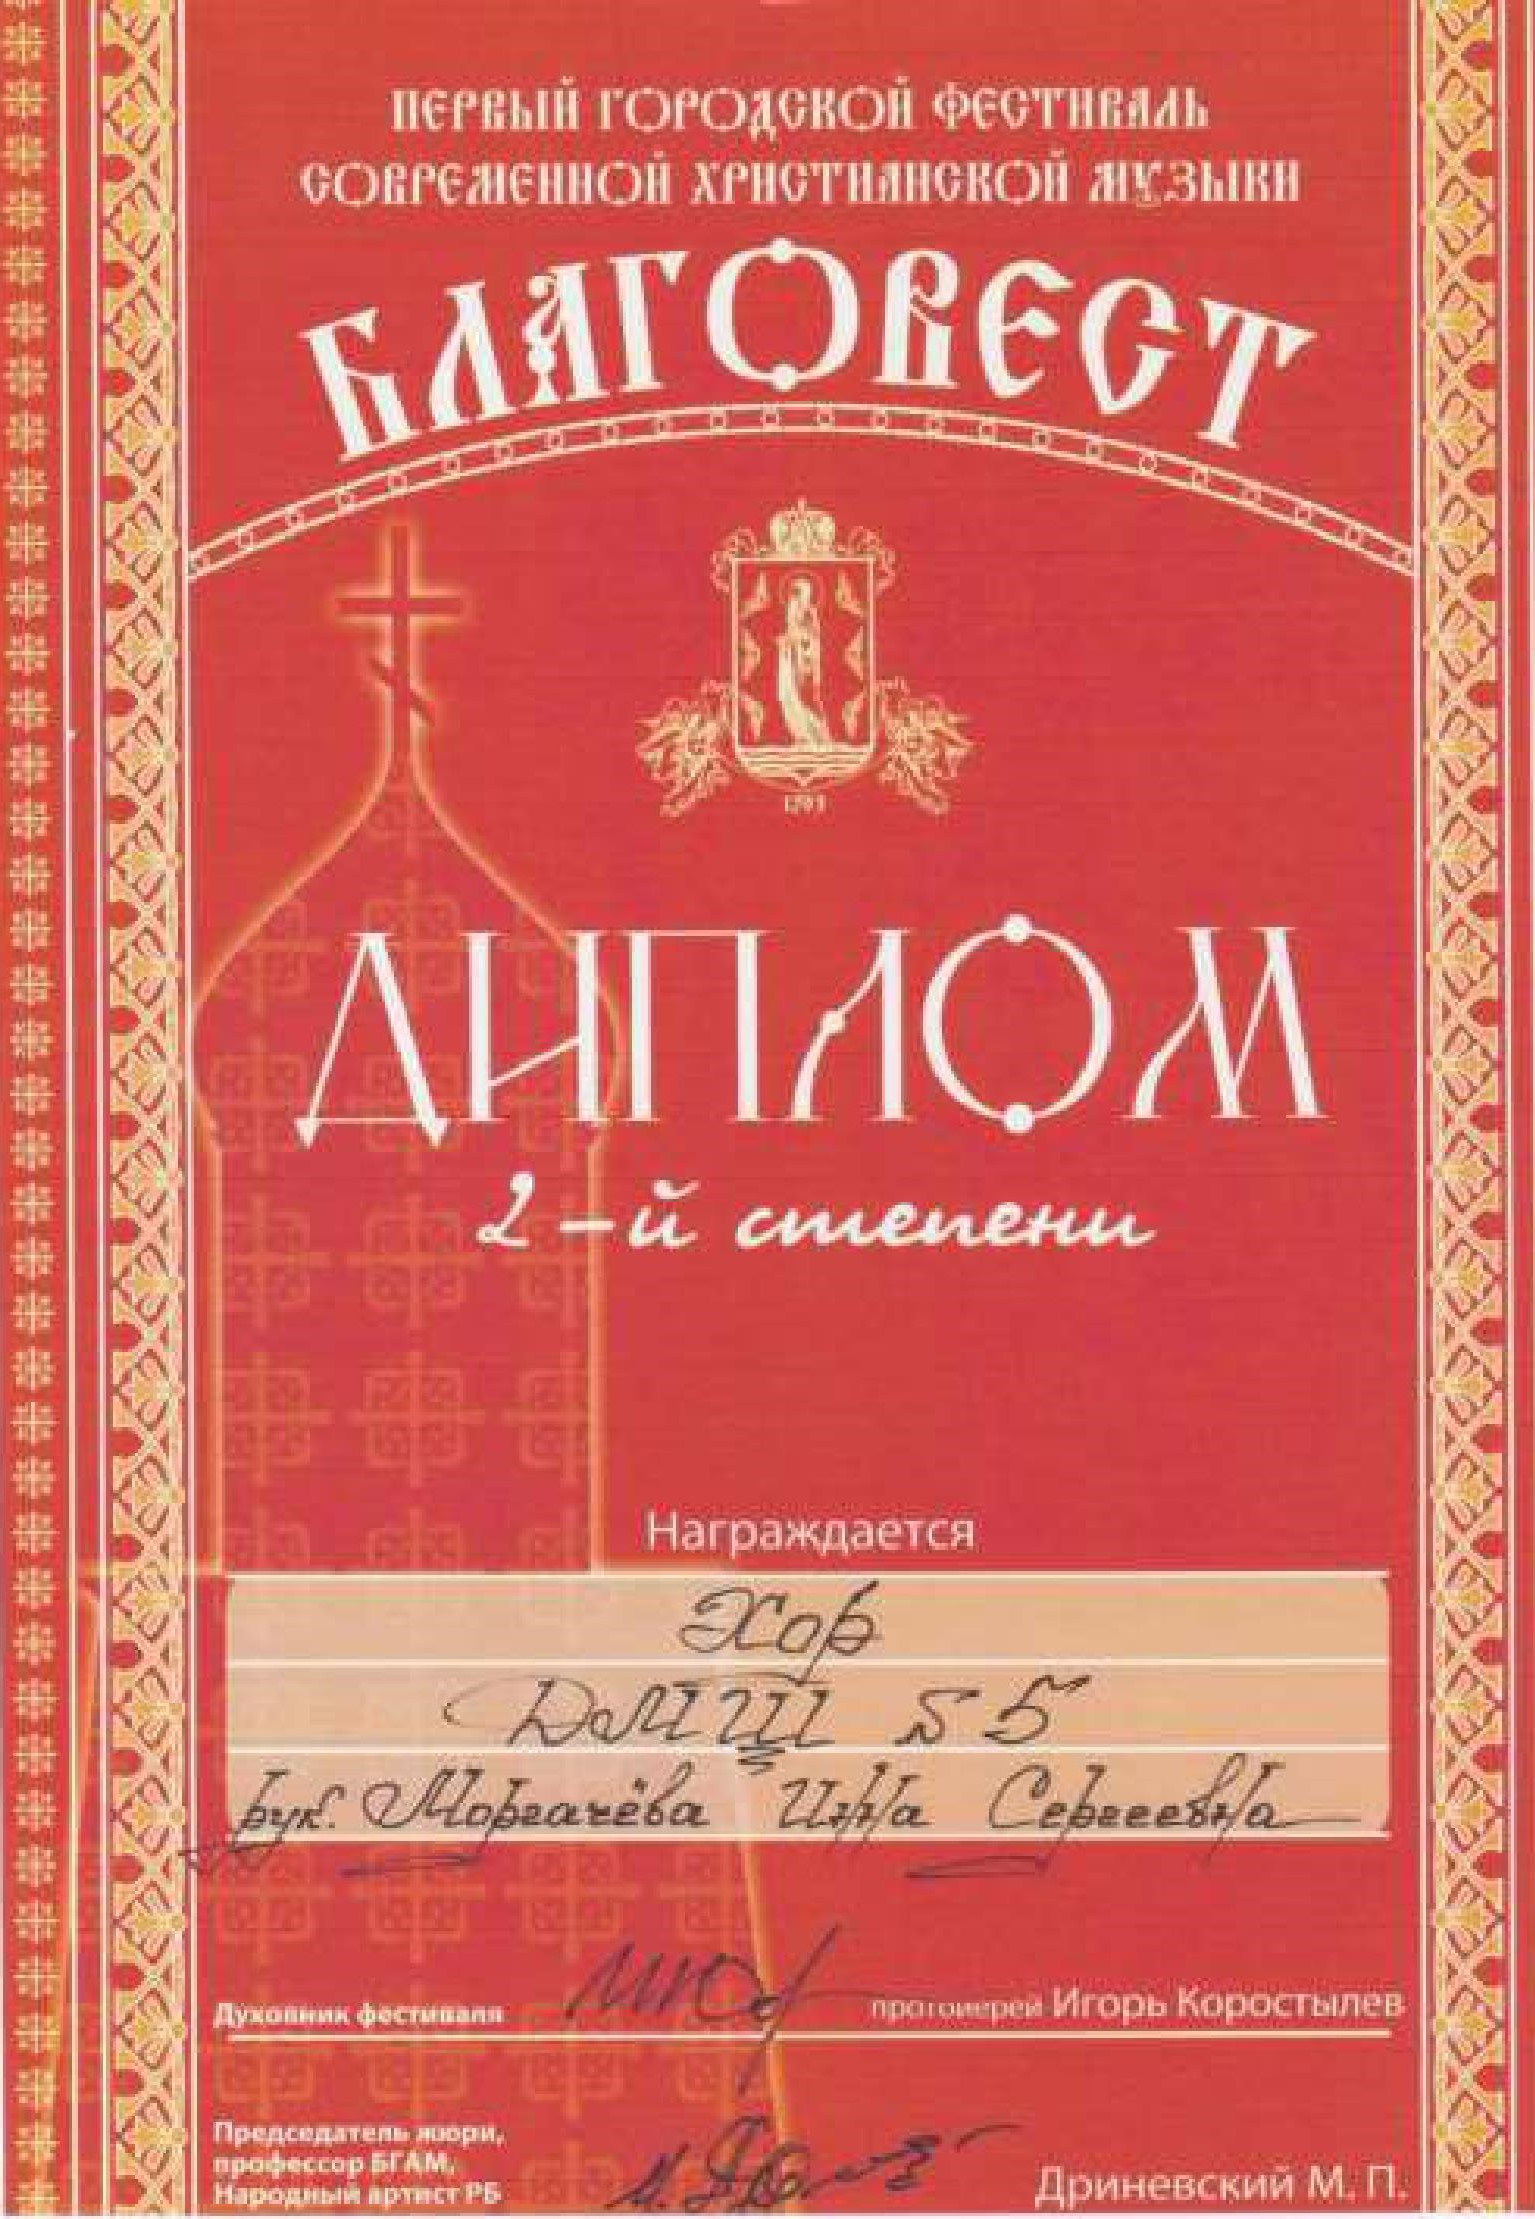 ПЕРВЫЙ ГОРОДСКОЙ ФЕСТИВАЛЬ
СОВРЕМЕННОЙ ХРИСТИАНСКОЙ МУЗЫКИ
БЛАГОВЕСТ
ДИПЛОМ
2-й степени
Награждается
Хор
ДМШ № 5
рук. Моргачёва Инна Сергеевна
Духовник фестиваля протоиерей Игорь Коростылев
Председатель жюри,
профессор БГАМ,
Народный артист РБ Дриневский М. П.